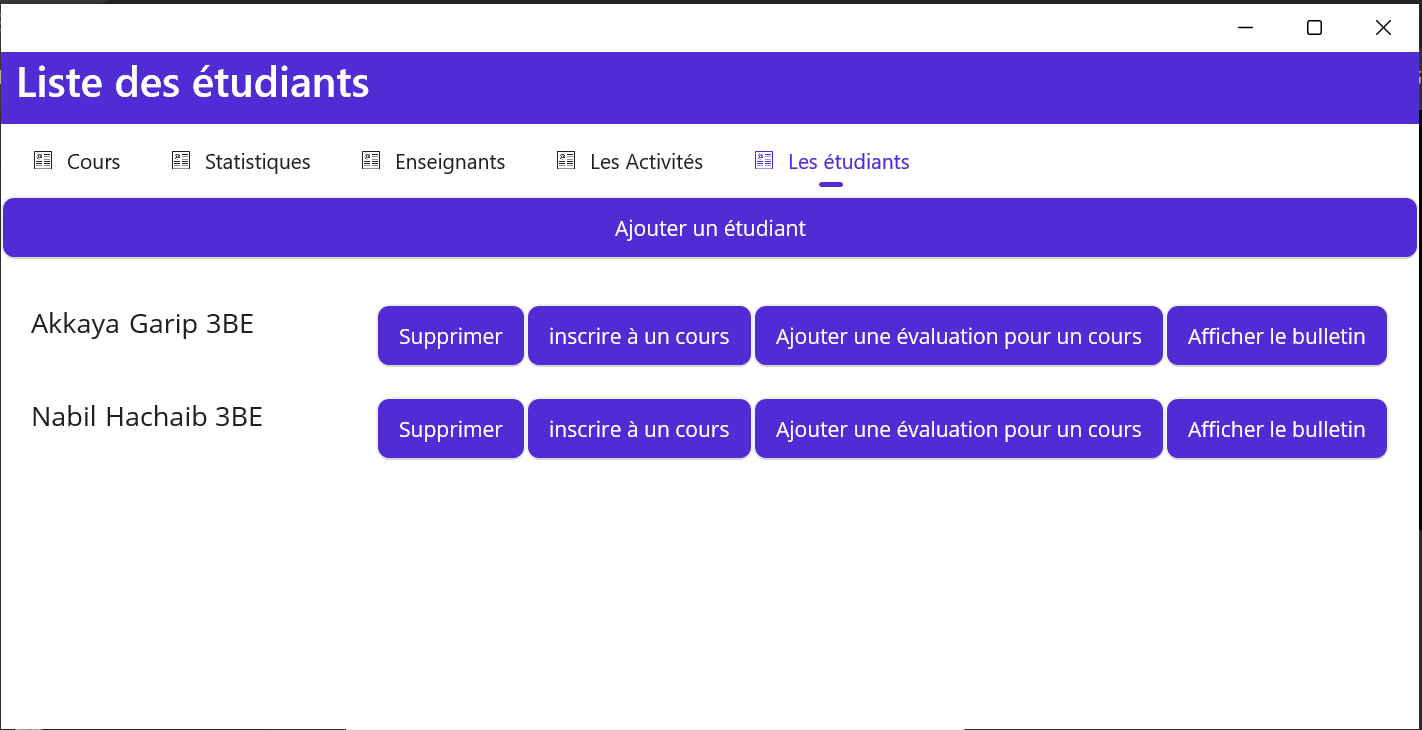 Liste des étudiants
Cours Statistiques Enseignants Les Activités Les étudiants
Ajouter un étudiant
Akkaya Garip 3BE Supprimer inscrire à un cours Ajouter une évaluation pour un cours Afficher le bulletin
Nabil Hachaib 3BE Supprimer inscrire à un cours Ajouter une évaluation pour un cours Afficher le bulletin